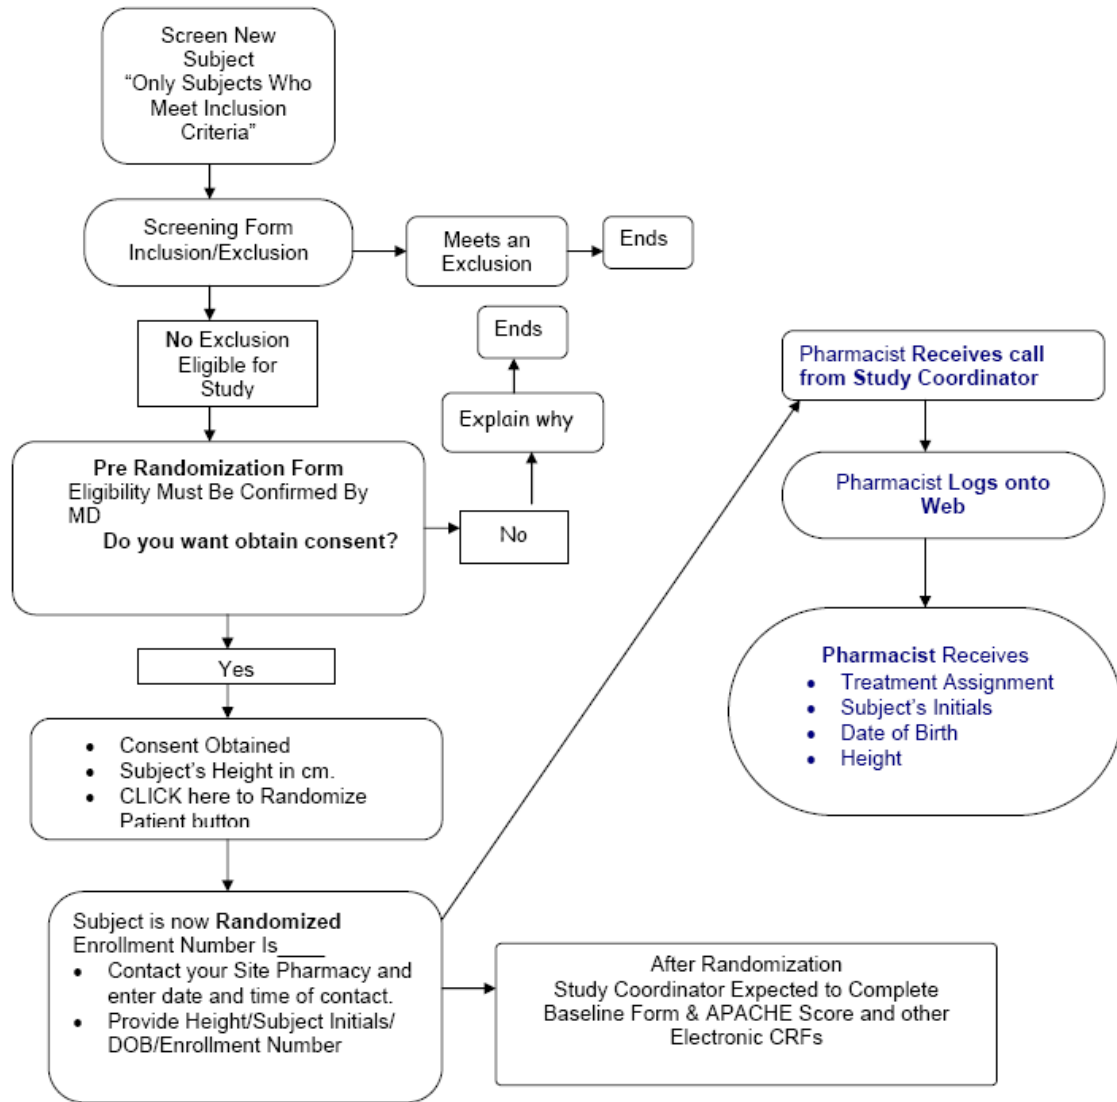 Screen New
Subject
“Only Subjects Who
Meet Inclusion
Criteria”
Screening Form
Inclusion/Exclusion
Meets an
Exclusion
Ends
No Exclusion
Eligible for
Study
Ends
Explain why
Pre Randomization Form
Eligibility Must Be Confirmed By
MD
Do you want obtain consent?
No
Yes
• Consent Obtained
• Subject’s Height in cm.
• CLICK here to Randomize
Patient button
Subject is now Randomized
Enrollment Number Is____
• Contact your Site Pharmacy and
enter date and time of contact.
• Provide Height/Subject Initials/
DOB/Enrollment Number
After Randomization
Study Coordinator Expected to Complete
Baseline Form & APACHE Score and other
Electronic CRFs
Pharmacist Receives call
from Study Coordinator
Pharmacist Logs onto
Web
Pharmacist Receives
• Treatment Assignment
• Subject’s Initials
• Date of Birth
• Height